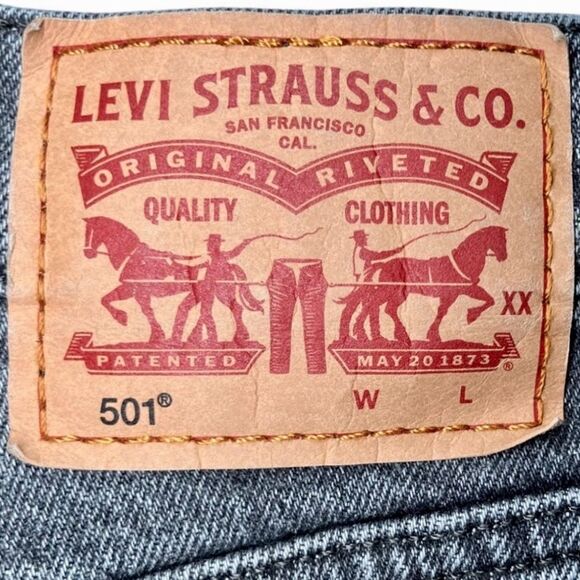 LEVI STRAUSS & CO.
SAN FRANCISCO
CAL.
ORIGINAL RIVETED
QUALITY CLOTHING
XX
PATENTED MAY 20 1873 ®
501® W L